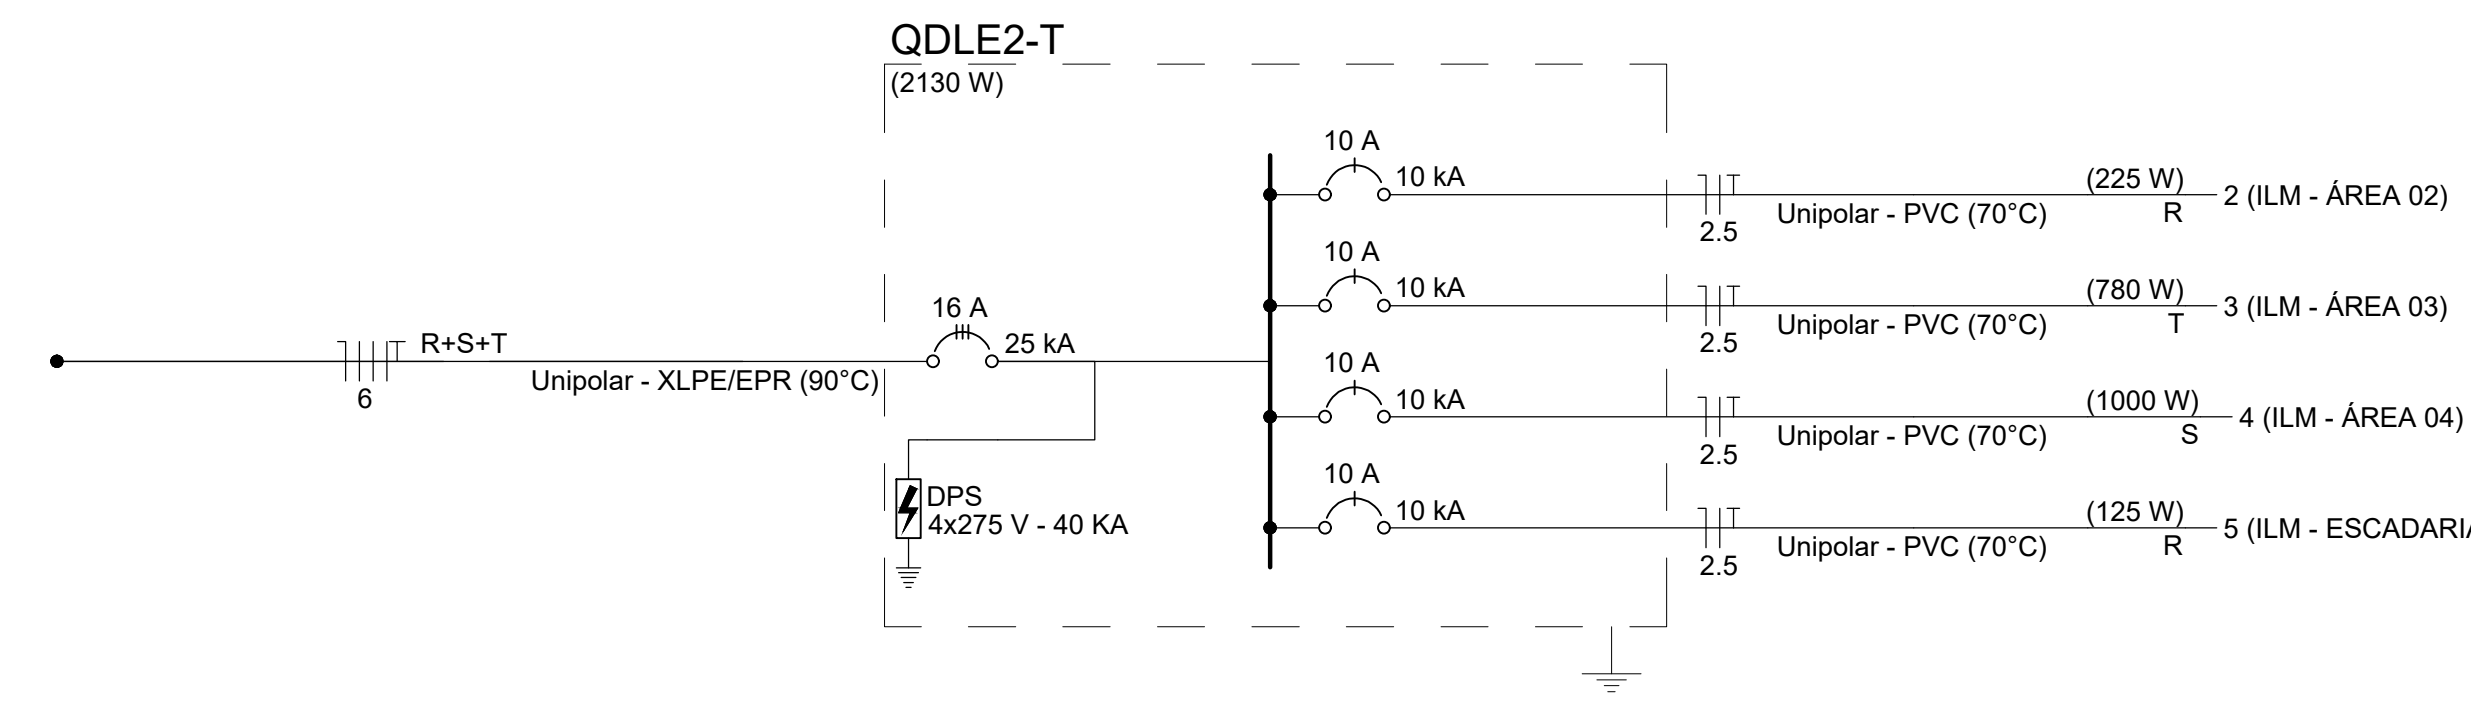 QDLE2-T
(2130 W)
R+S+T
6
Unipolar - XLPE/EPR (90°C)
16 A
25 kA
DPS
4x275 V - 40 KA
10 A
10 kA
2.5
Unipolar - PVC (70°C)
(225 W)
R
2 (ILM - ÁREA 02)
10 A
10 kA
2.5
Unipolar - PVC (70°C)
(780 W)
T
3 (ILM - ÁREA 03)
10 A
10 kA
2.5
Unipolar - PVC (70°C)
(1000 W)
S
4 (ILM - ÁREA 04)
10 A
10 kA
2.5
Unipolar - PVC (70°C)
(125 W)
R
5 (ILM - ESCADARIA